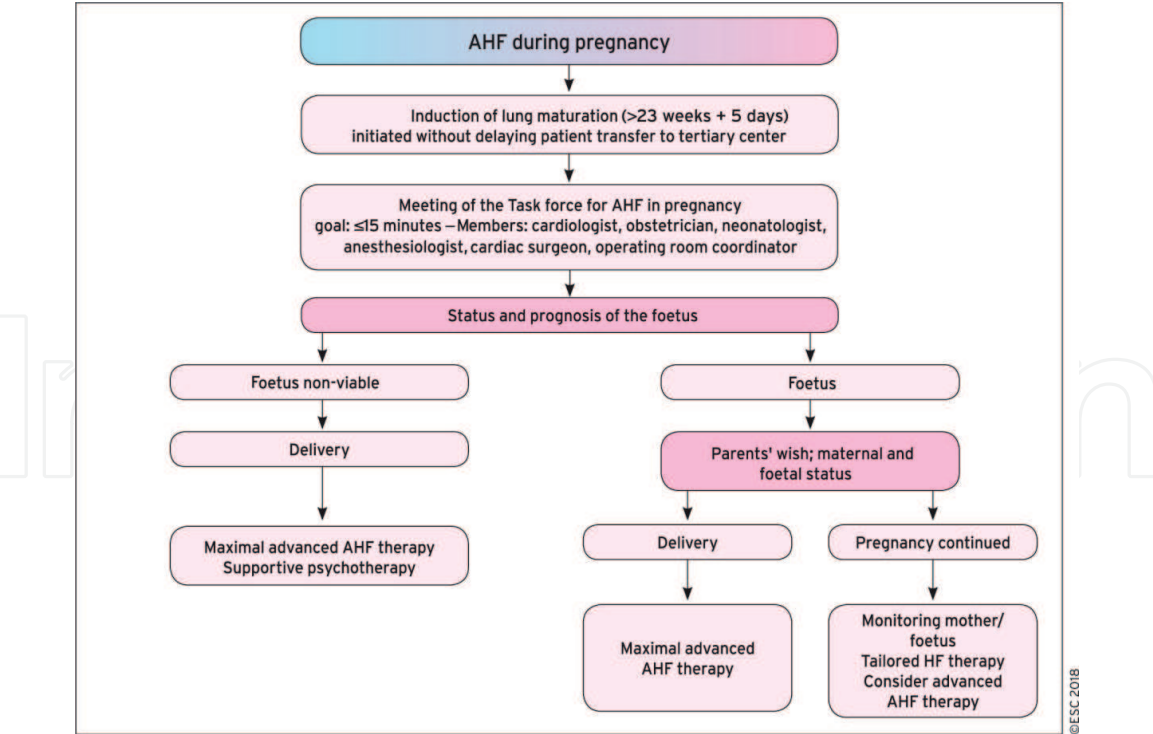 AHF during pregnancy
Induction of lung maturation (>23 weeks + 5 days)
initiated without delaying patient transfer to tertiary center
Meeting of the Task force for AHF in pregnancy
goal: ≤15 minutes –Members: cardiologist, obstetrician, neonatologist,
anesthesiologist, cardiac surgeon, operating room coordinator
Status and prognosis of the foetus
Foetus non-viable
Foetus
Delivery
Parents' wish; maternal and
foetal status
Maximal advanced AHF therapy
Supportive psychotherapy
Delivery
Pregnancy continued
Maximal advanced
AHF therapy
Monitoring mother/
foetus
Tailored HF therapy
Consider advanced
AHF therapy
©ESC 2018